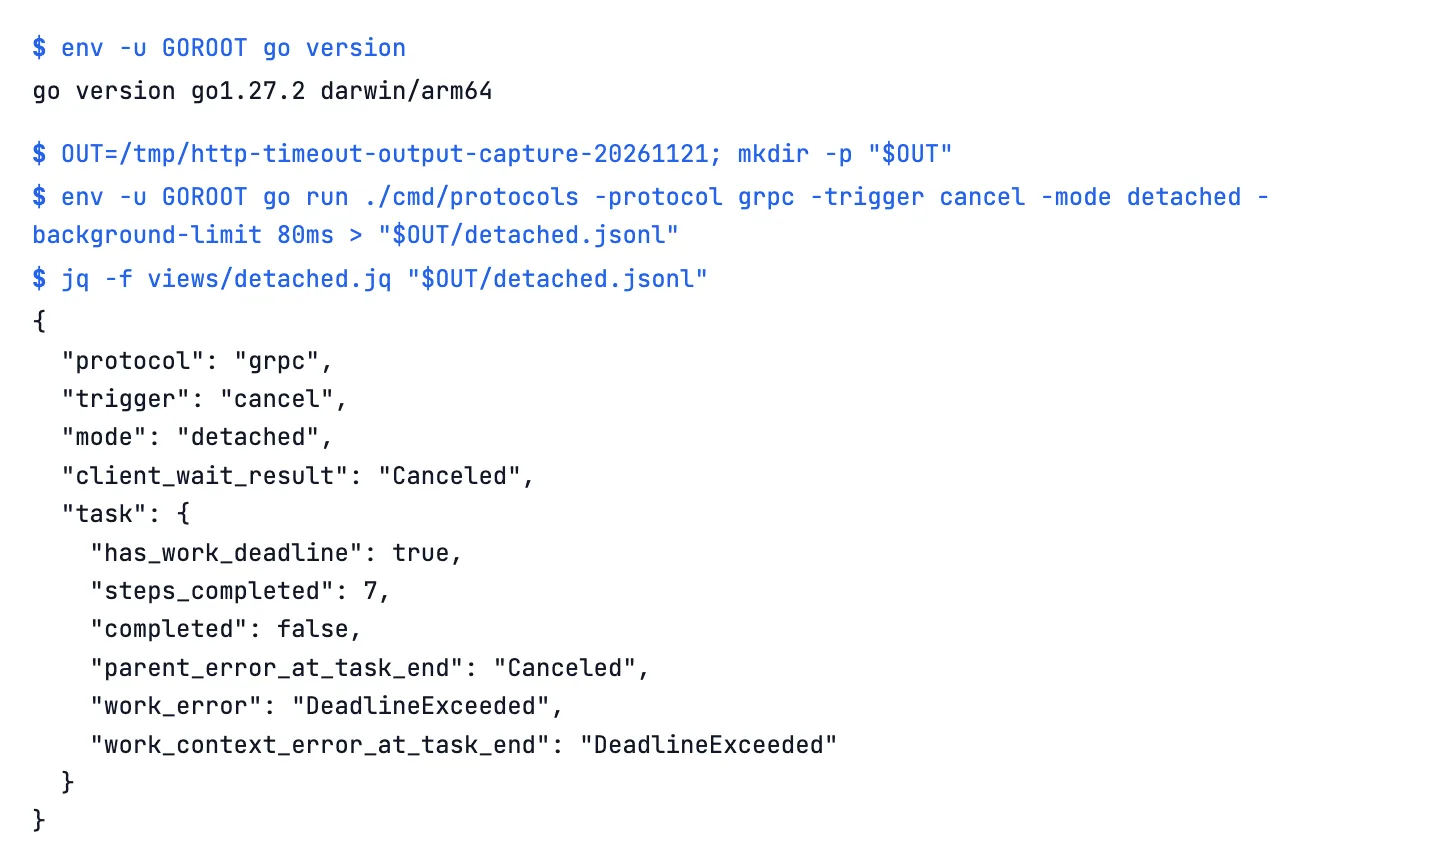 $ env -u GOROOT go version
go version go1.27.2 darwin/arm64
$ OUT=/tmp/http-timeout-output-capture-20261121; mkdir -p "$OUT"
$ env -u GOROOT go run ./cmd/protocols -protocol grpc -trigger cancel -mode detached -
background-limit 80ms > "$OUT/detached.jsonl"
$ jq -f views/detached.jq "$OUT/detached.jsonl"
{
  "protocol": "grpc",
  "trigger": "cancel",
  "mode": "detached",
  "client_wait_result": "Canceled",
  "task": {
    "has_work_deadline": true,
    "steps_completed": 7,
    "completed": false,
    "parent_error_at_task_end": "Canceled",
    "work_error": "DeadlineExceeded",
    "work_context_error_at_task_end": "DeadlineExceeded"
  }
}